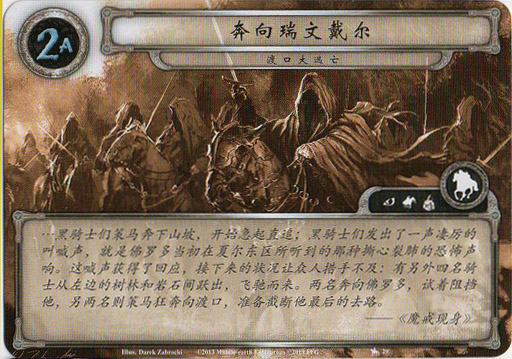 2A
奔向瑞文戴尔
渡口大逃亡
…黑骑士们策马奔下山坡，开始急起直追；黑骑士们发出了一声凄厉的
叫喊声，就是佛罗多当初在夏尔东区所听到的那种撕心裂肺的恐怖声
响。这喊声获得了回应，接下来的状况让众人措手不及：有另外四名骑
士从左边的树林和岩石间跃出，飞驰而来。两名奔向佛罗多，试着阻挡
他，另两名则策马狂奔向渡口，准备截断他最后的去路。
——《魔戒现身》
Illus. Darek Zabrocki ©2013 Middle-earth Enterprises ©2013 FFG 29